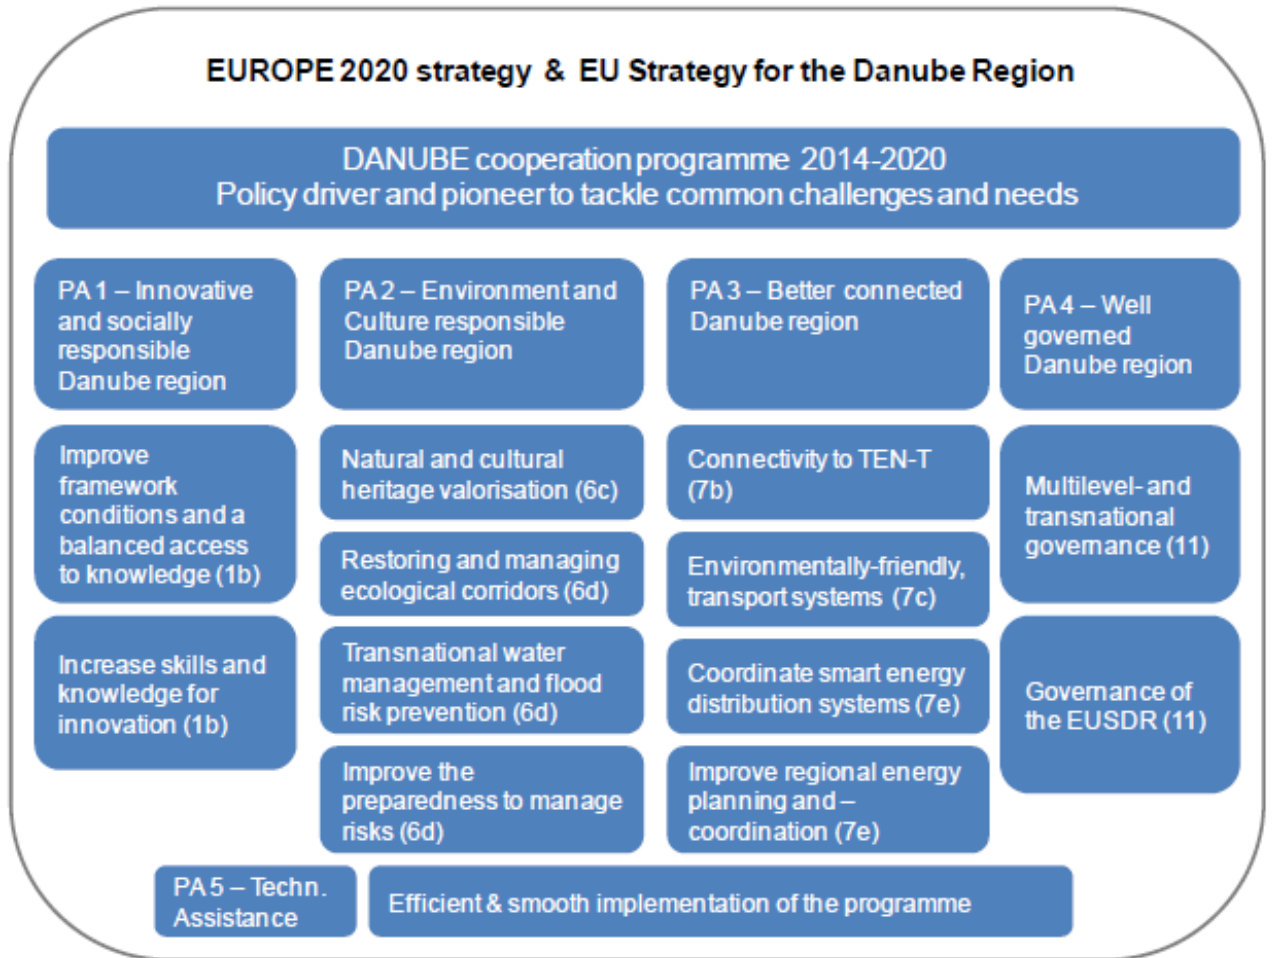 EUROPE 2020 strategy & EU Strategy for the Danube Region
DANUBE cooperation programme 2014-2020
Policy driver and pioneer to tackle common challenges and needs
PA 1 – Innovative
and socially
responsible
Danube region
Improve
framework
conditions and a
balanced access
to knowledge (1b)
Increase skills and
knowledge for
innovation (1b)
PA 2 – Environment and
Culture responsible
Danube region
Natural and cultural
heritage valorisation (6c)
Restoring and managing
ecological corridors (6d)
Transnational water
management and flood
risk prevention (6d)
Improve the
preparedness to manage
risks (6d)
PA 3 – Better connected
Danube region
Connectivity to TEN-T
(7b)
Environmentally-friendly,
transport systems (7c)
Coordinate smart energy
distribution systems (7e)
Improve regional energy
planning and –
coordination (7e)
PA 4 – Well
governed
Danube region
Multilevel- and
transnational
governance (11)
Governance of
the EUSDR (11)
PA 5 – Techn.
Assistance
Efficient & smooth implementation of the programme